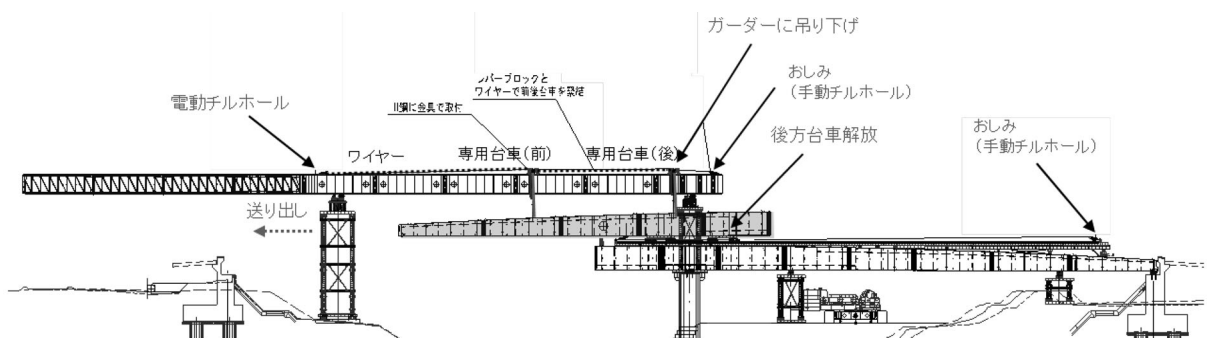 ガーダーに吊り下げ
レバーブロックと
ワイヤーで前後台車を緊結
おしみ
（手動チルホール）
電動チルホール
H鋼に金具で取付
おしみ
（手動チルホール）
後方台車解放
ワイヤー
専用台車（前）
専用台車（後）
送り出し